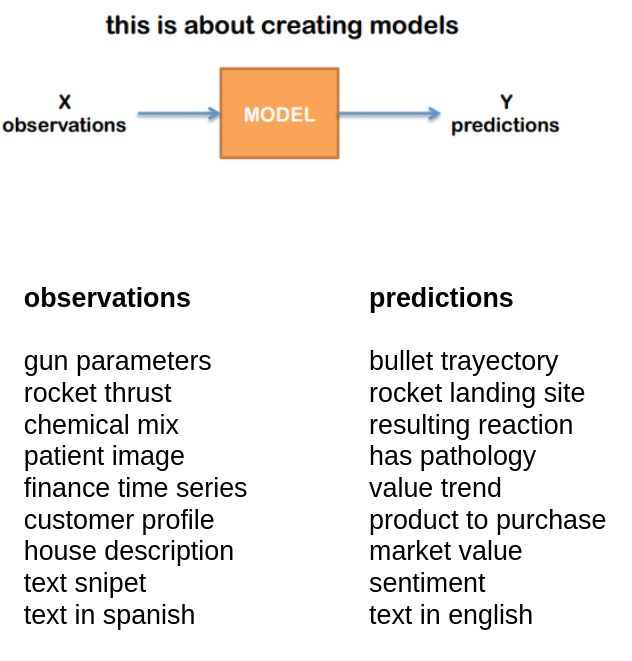 this is about creating models
X
observations
MODEL
Y
predictions
observations
predictions
gun parameters
bullet trayectory
rocket thrust
rocket landing site
chemical mix
resulting reaction
patient image
has pathology
finance time series
value trend
customer profile
product to purchase
house description
market value
text snipet
sentiment
text in spanish
text in english